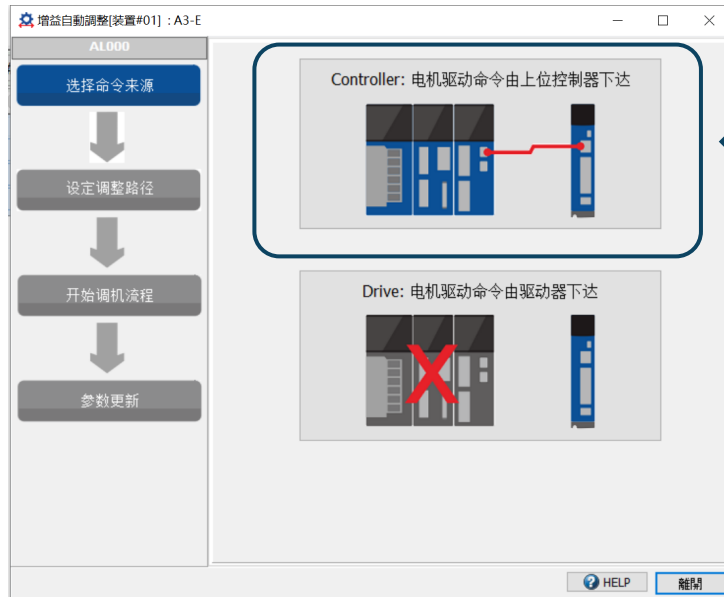 增益自動調整[裝置#01] : A3-E
AL000
选择命令来源
设定调整路径
开始调机流程
参数更新
Controller: 电机驱动命令由上位控制器下达
Drive: 电机驱动命令由驱动器下达
HELP
離開